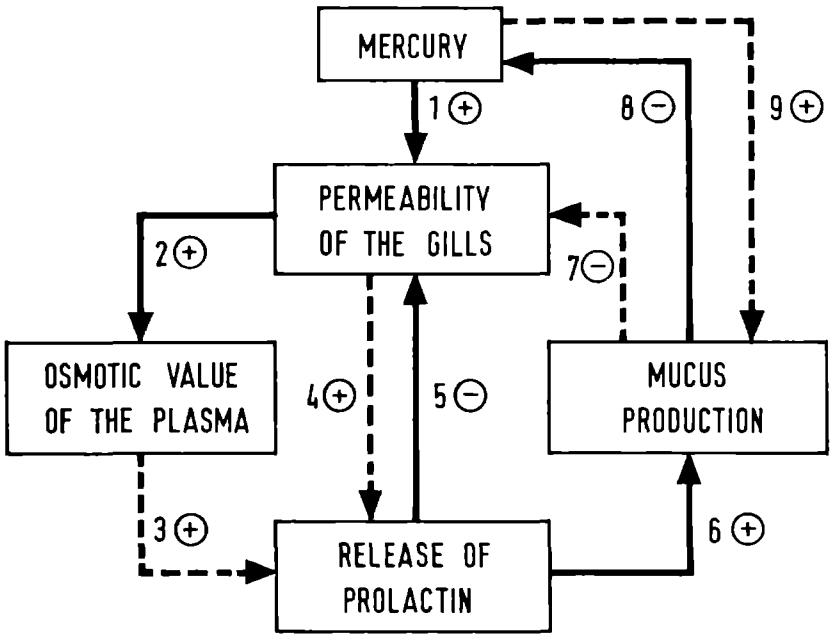 MERCURY
1 ⊕
8 ⊖
9 ⊕
PERMEABILITY
OF THE GILLS
2 ⊕
7 ⊖
OSMOTIC VALUE
OF THE PLASMA
4 ⊕
5 ⊖
MUCUS
PRODUCTION
3 ⊕
6 ⊕
RELEASE OF
PROLACTIN